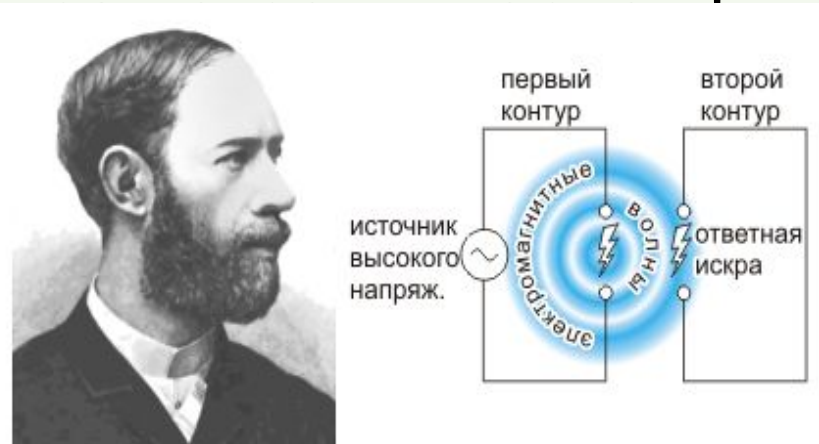 первый
контур
второй
контур
источник
высокого
напряж.
электромагнитные
волны
ответная
искра